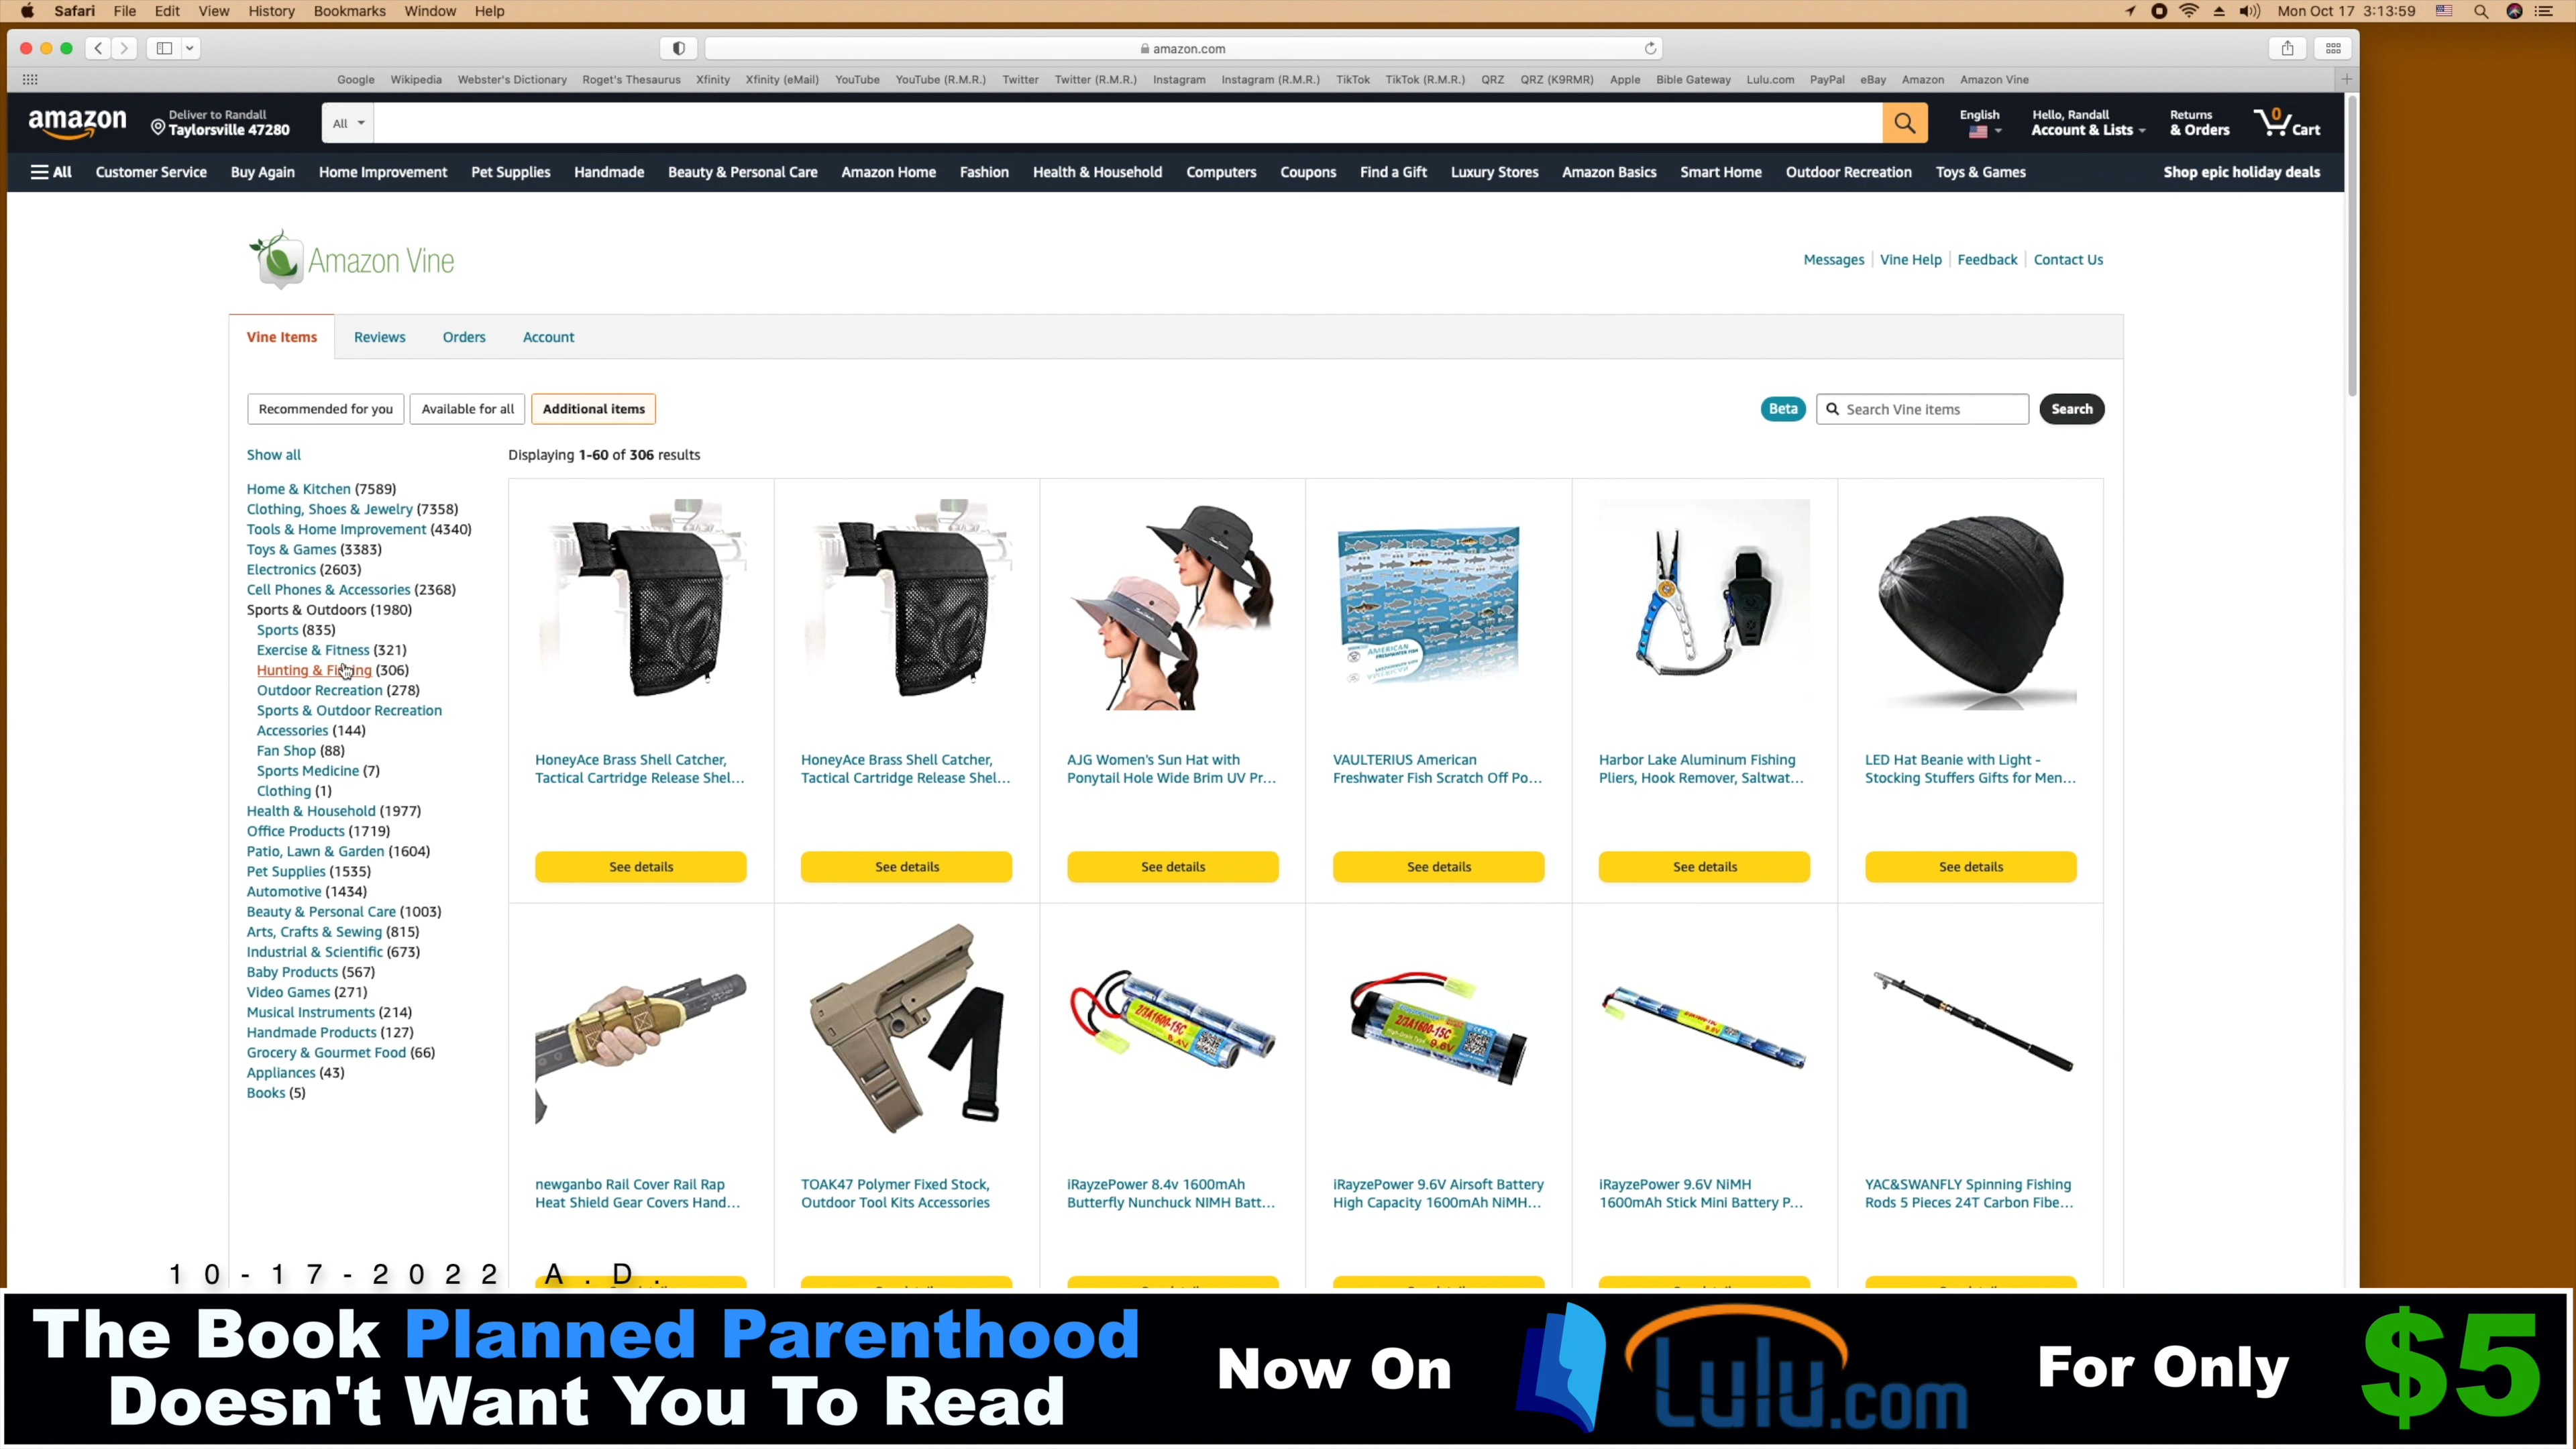 Safari File Edit View History Bookmarks Window Help
Mon Oct 17 3:13:59
amazon.com
Google Wikipedia Webster's Dictionary Roget's Thesaurus Xfinity Xfinity (eMail) YouTube YouTube (R.M.R.) Twitter Twitter (R.M.R.) Instagram Instagram (R.M.R.) TikTok TikTok (R.M.R.) QRZ QRZ (K9RMR) Apple Bible Gateway Lulu.com PayPal eBay Amazon Amazon Vine
amazon
Deliver to Randall
Taylorsville 47280
All
English
Hello, Randall
Account & Lists
Returns
& Orders
0
Cart
All Customer Service Buy Again Home Improvement Pet Supplies Handmade Beauty & Personal Care Amazon Home Fashion Health & Household Computers Coupons Find a Gift Luxury Stores Amazon Basics Smart Home Outdoor Recreation Toys & Games Shop epic holiday deals
Amazon Vine
Messages Vine Help Feedback Contact Us
Vine Items Reviews Orders Account
Recommended for you Available for all Additional items
Beta Search Vine items Search
Show all
Displaying 1-60 of 306 results
Home & Kitchen (7589)
Clothing, Shoes & Jewelry (7358)
Tools & Home Improvement (4340)
Toys & Games (3383)
Electronics (2603)
Cell Phones & Accessories (2368)
Sports & Outdoors (1980)
Sports (835)
Exercise & Fitness (321)
Hunting & Fishing (306)
Outdoor Recreation (278)
Sports & Outdoor Recreation
Accessories (144)
Fan Shop (88)
Sports Medicine (7)
Clothing (1)
Health & Household (1977)
Office Products (1719)
Patio, Lawn & Garden (1604)
Pet Supplies (1535)
Automotive (1434)
Beauty & Personal Care (1003)
Arts, Crafts & Sewing (815)
Industrial & Scientific (673)
Baby Products (567)
Video Games (271)
Musical Instruments (214)
Handmade Products (127)
Grocery & Gourmet Food (66)
Appliances (43)
Books (5)
HoneyAce Brass Shell Catcher,
Tactical Cartridge Release Shel...
See details
HoneyAce Brass Shell Catcher,
Tactical Cartridge Release Shel...
See details
AJG Women's Sun Hat with
Ponytail Hole Wide Brim UV Pr...
See details
AMERICAN
FRESHWATER FISH
VAULTERIUS American
Freshwater Fish Scratch Off Po...
See details
Harbor Lake Aluminum Fishing
Pliers, Hook Remover, Saltwat...
See details
LED Hat Beanie with Light -
Stocking Stuffers Gifts for Men...
See details
newganbo Rail Cover Rail Rap
Heat Shield Gear Covers Hand...
TOAK47 Polymer Fixed Stock,
Outdoor Tool Kits Accessories
2/3A1600-15C
8.4V
iRayzePower 8.4v 1600mAh
Butterfly Nunchuck NIMH Batt...
2/3A1600-15C
9.6V
iRayzePower 9.6V Airsoft Battery
High Capacity 1600mAh NiMH...
iRayzePower 9.6V NiMH
1600mAh Stick Mini Battery P...
YAC&SWANFLY Spinning Fishing
Rods 5 Pieces 24T Carbon Fibe...
10-17-2022 A.D.
The Book Planned Parenthood
Doesn't Want You To Read
Now On
Lulu.com
For Only
$5